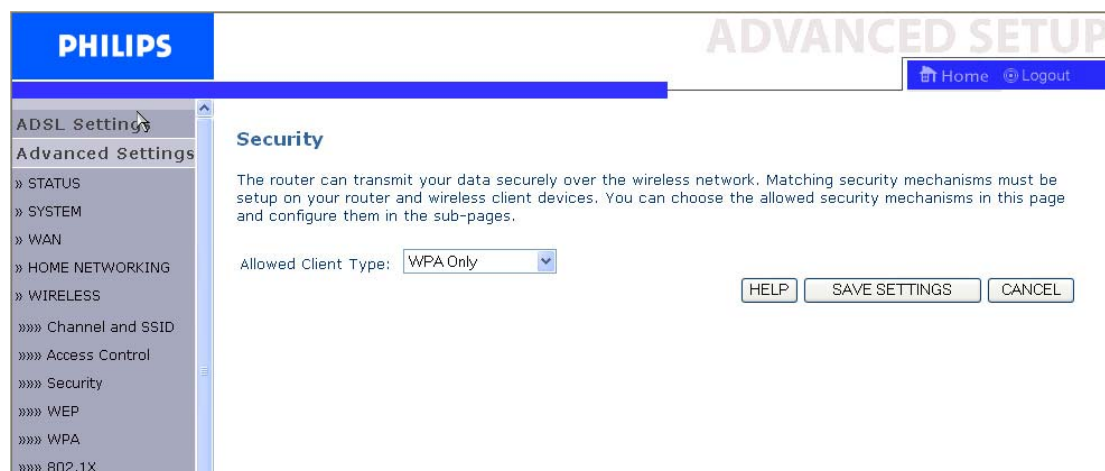 PHILIPS
ADVANCED SETUP
Home Logout
ADSL Settings
Advanced Settings
» STATUS
» SYSTEM
» WAN
» HOME NETWORKING
» WIRELESS
»»» Channel and SSID
»»» Access Control
»»» Security
»»» WEP
»»» WPA
»»» 802.1X
Security
The router can transmit your data securely over the wireless network. Matching security mechanisms must be
setup on your router and wireless client devices. You can choose the allowed security mechanisms in this page
and configure them in the sub-pages.
Allowed Client Type: WPA Only
HELP SAVE SETTINGS CANCEL